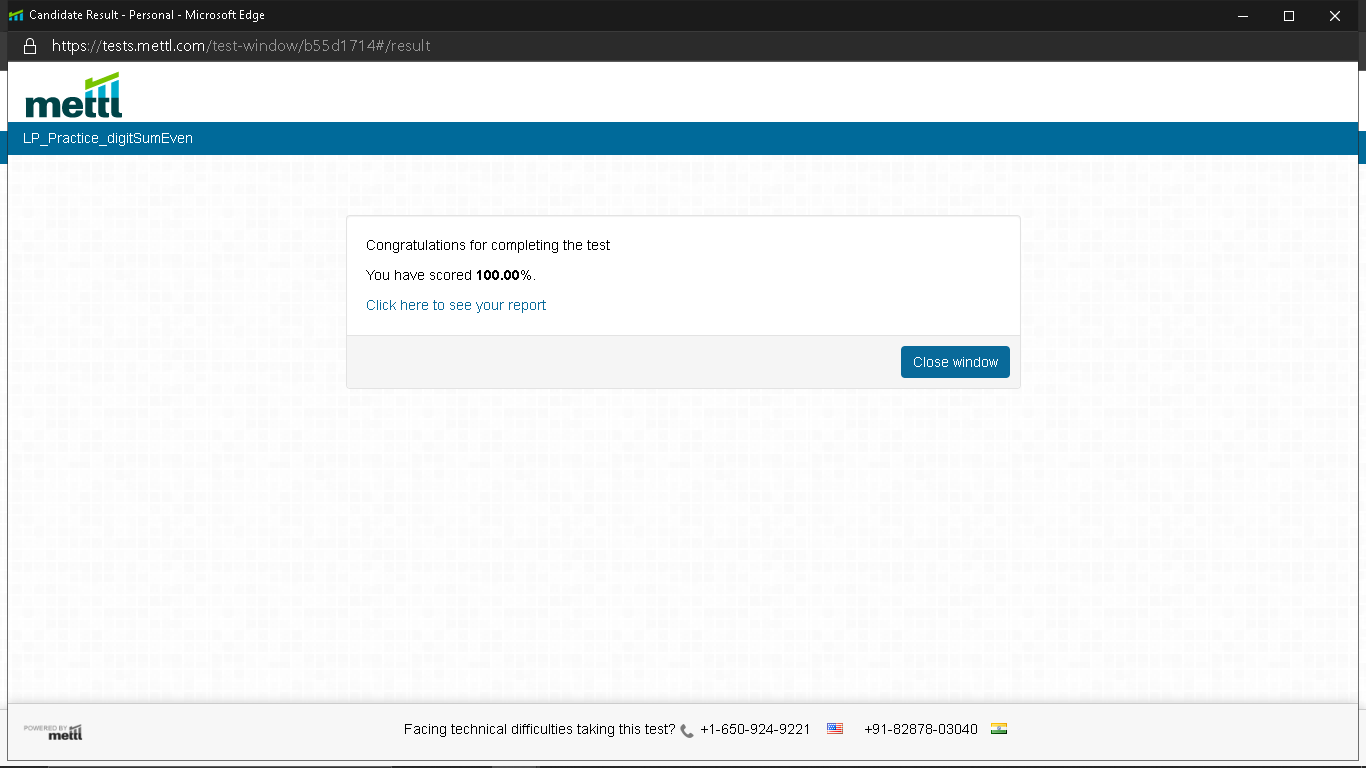 Candidate Result - Personal - Microsoft Edge
https://tests.mettl.com/test-window/b55d1714#/result
mettl
LP_Practice_digitSumEven
Congratulations for completing the test
You have scored 100.00%.
Click here to see your report
Close window
POWERED BY
mettl
Facing technical difficulties taking this test? +1-650-924-9221 +91-82878-03040